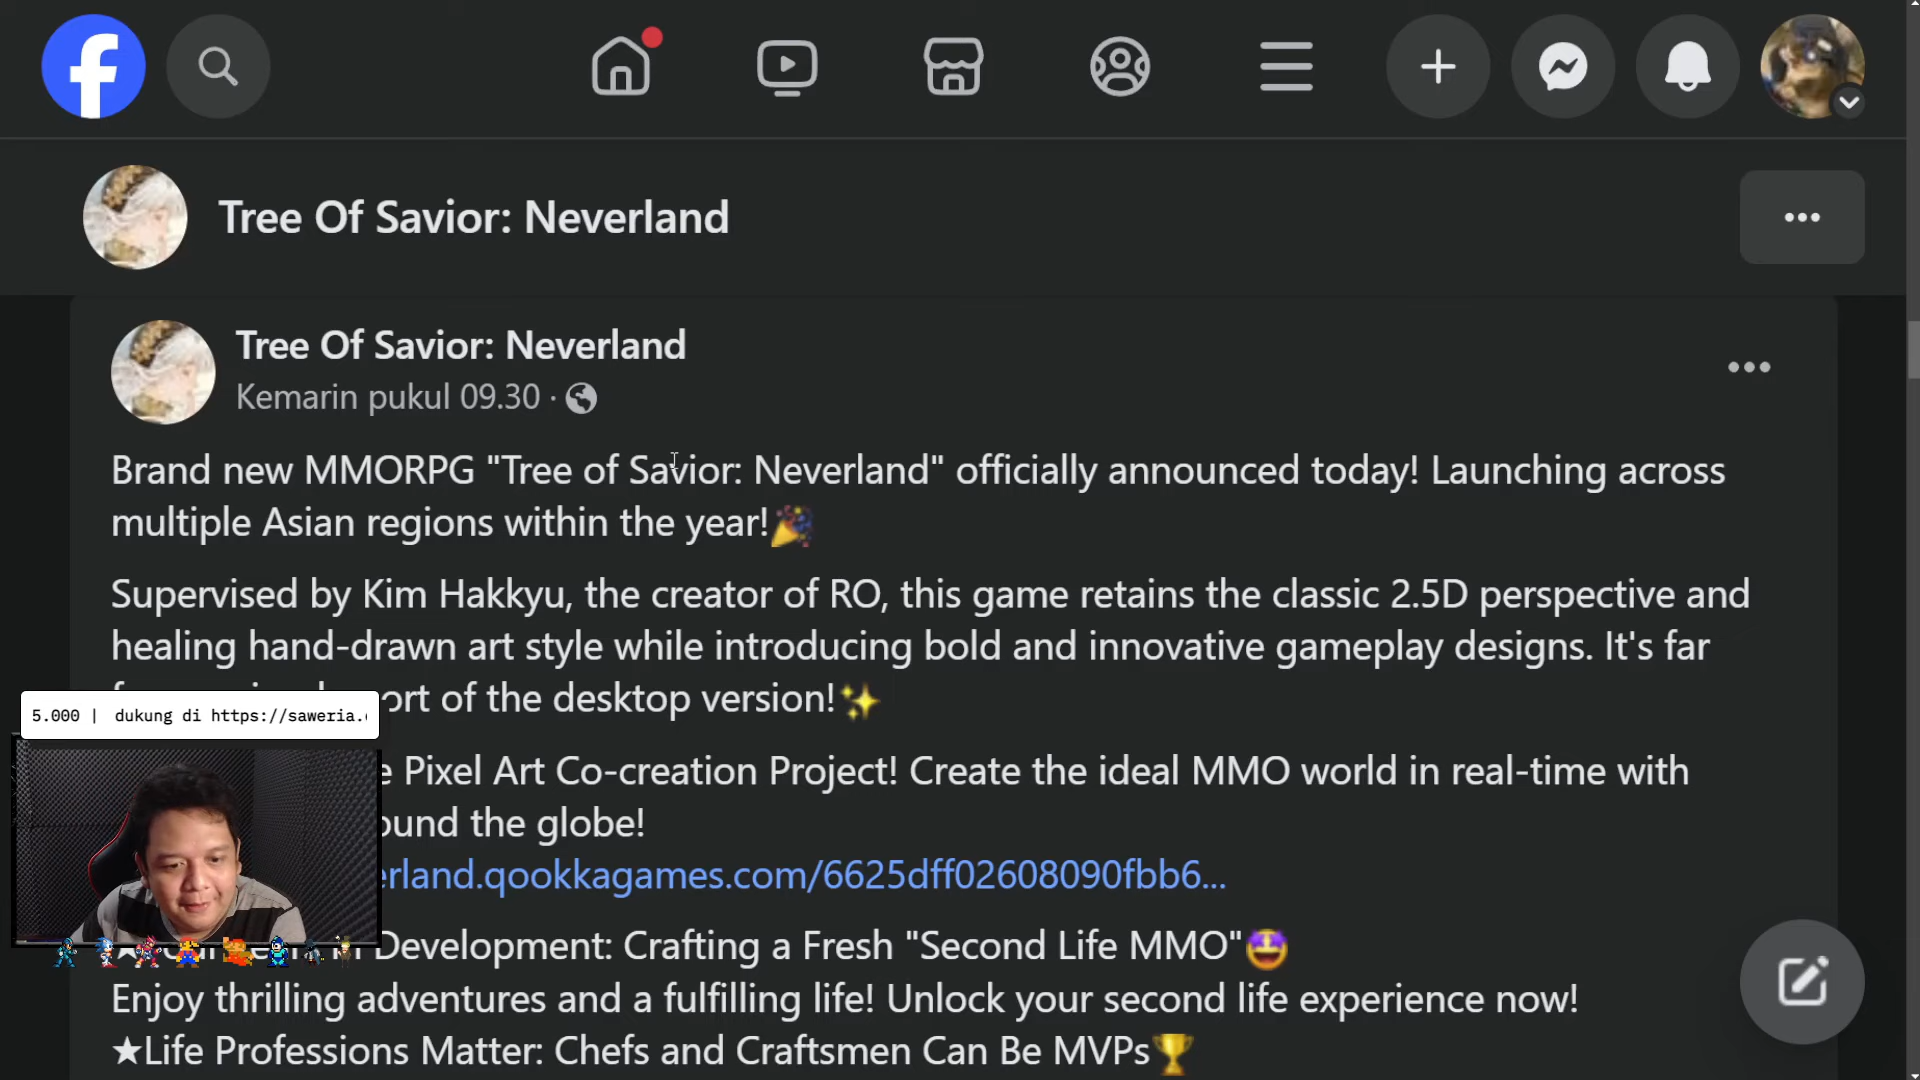 Tree Of Savior: Neverland
Tree Of Savior: Neverland
Kemarin pukul 09.30 ·
Brand new MMORPG "Tree of Savior: Neverland" officially announced today! Launching across
multiple Asian regions within the year!🎉
Supervised by Kim Hakkyu, the creator of RO, this game retains the classic 2.5D perspective and
healing hand-drawn art style while introducing bold and innovative gameplay designs. It's far
of the desktop version!✨
5.000 | dukung di https://saweria.
Pixel Art Co-creation Project! Create the ideal MMO world in real-time with
the globe!
erland.qookkagames.com/6625dff02608090fbb6...
Development: Crafting a Fresh "Second Life MMO"🤩
Enjoy thrilling adventures and a fulfilling life! Unlock your second life experience now!
★Life Professions Matter: Chefs and Craftsmen Can Be MVPs🏆